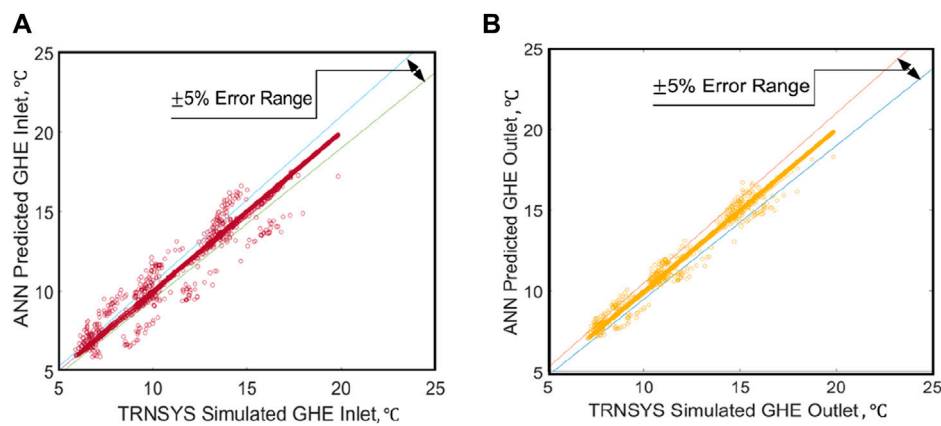 A
25
20
15
10
5
5
10
15
20
25
±5% Error Range
ANN Predicted GHE
Inlet,℃
TRNSYS Simulated GHE Inlet,℃
B
25
20
15
10
5
5
10
15
20
25
±5% Error Range
ANN Predicted GHE Outlet,
℃
TRNSYS Simulated GHE Outlet, ℃